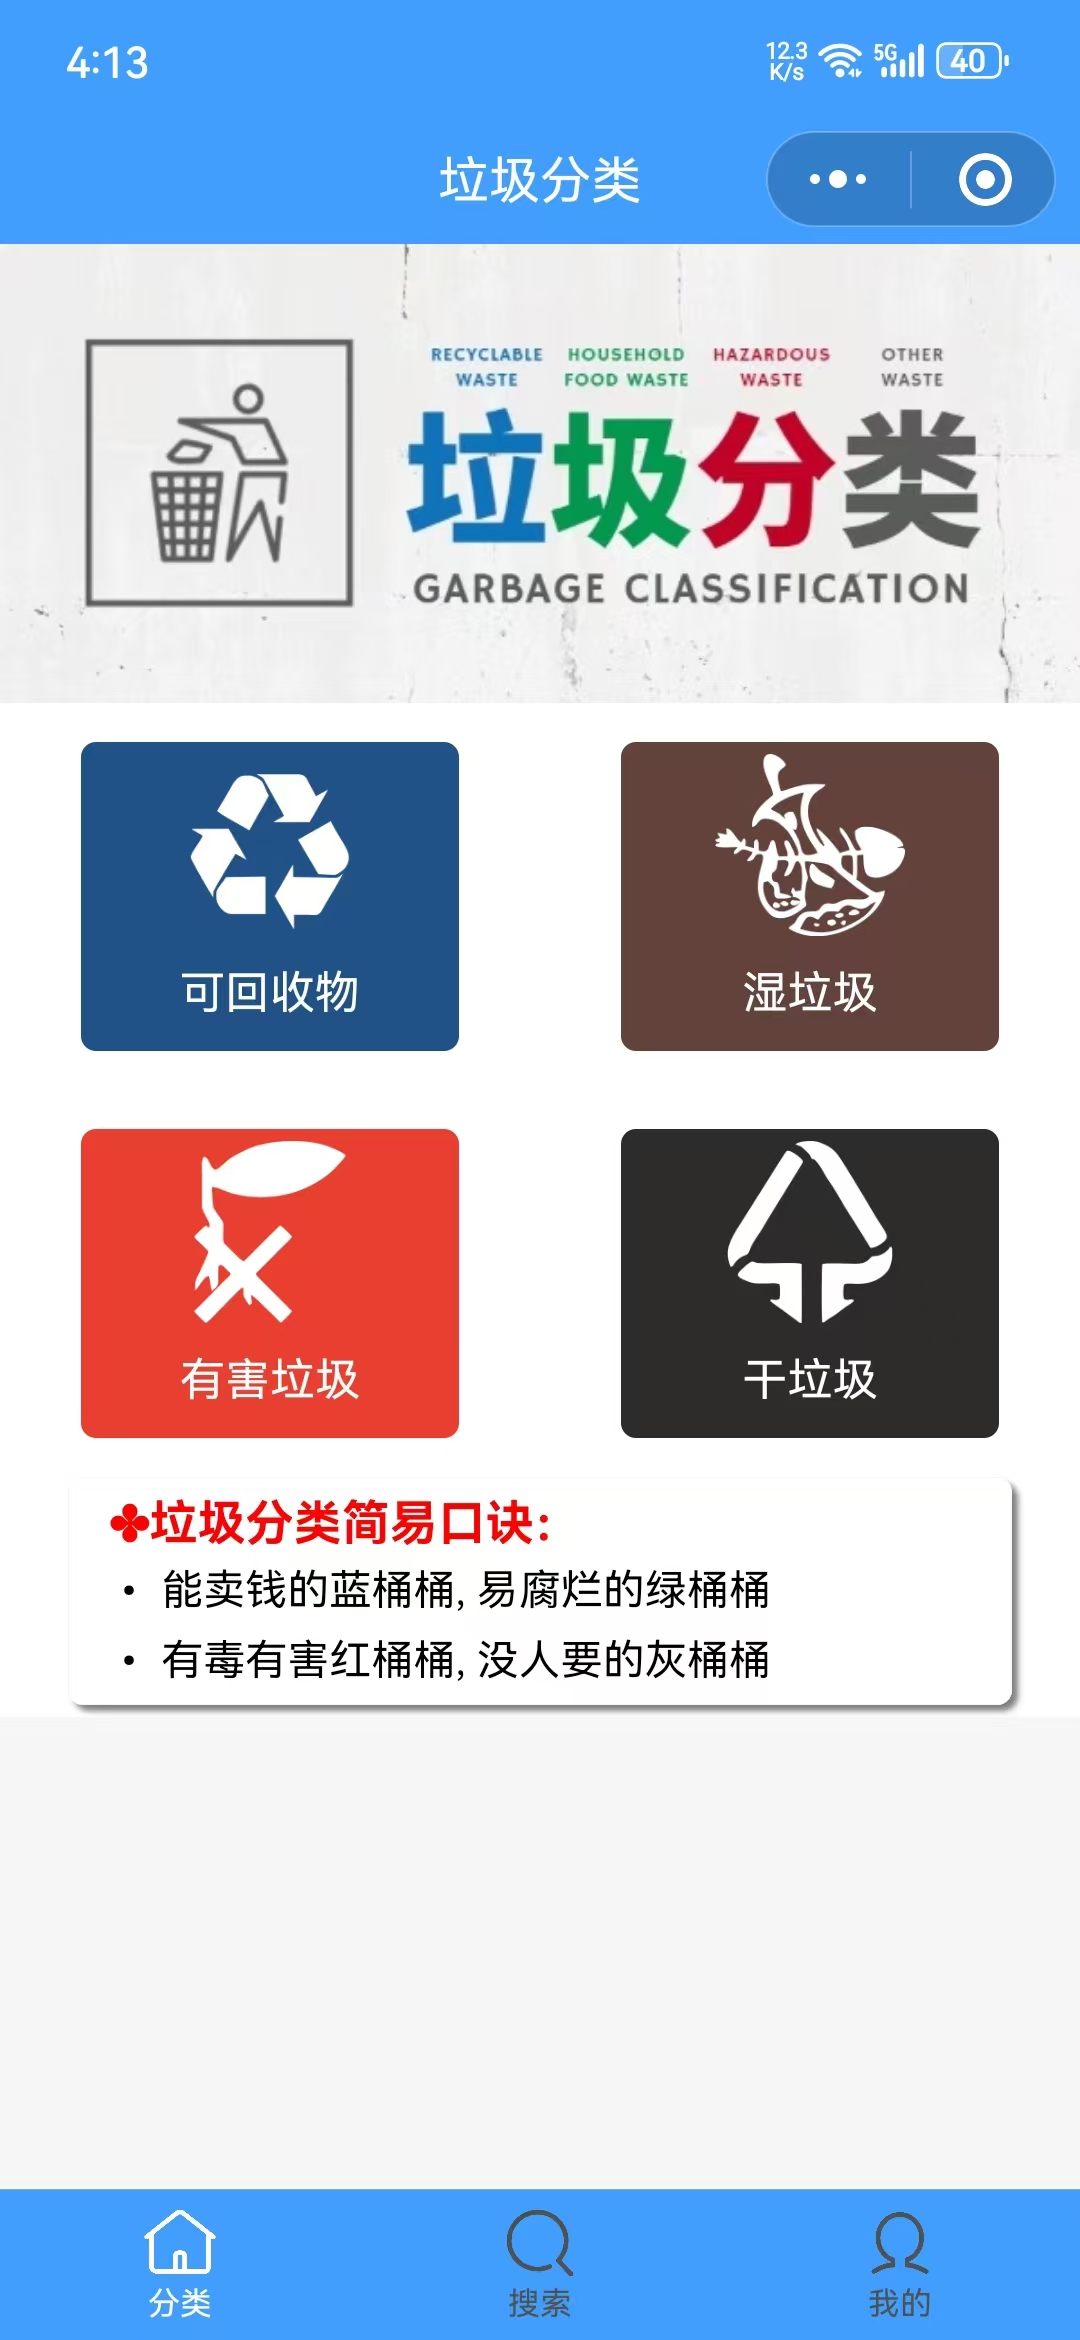 4:13
12.3
K/s
5G
40
垃圾分类
RECYCLABLE WASTE
HOUSEHOLD FOOD WASTE
HAZARDOUS WASTE
OTHER WASTE
垃圾分类
GARBAGE CLASSIFICATION
可回收物
湿垃圾
有害垃圾
干垃圾
✤垃圾分类简易口诀:
• 能卖钱的蓝桶桶, 易腐烂的绿桶桶
• 有毒有害红桶桶, 没人要的灰桶桶
分类
搜索
我的